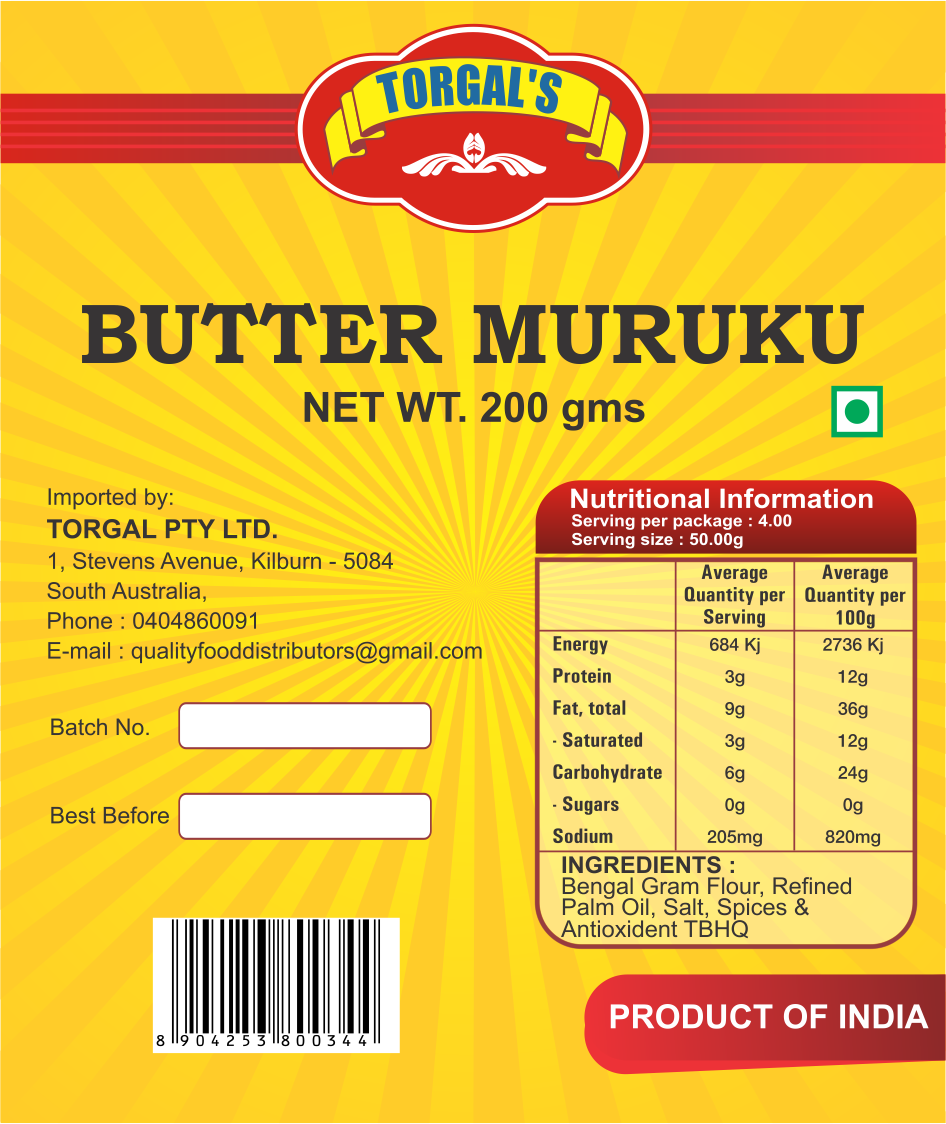 TORGAL'S
BUTTER MURUKU
NET WT. 200 gms
Imported by:
TORGAL PTY LTD.
1, Stevens Avenue, Kilburn - 5084
South Australia,
Phone : 0404860091
E-mail : qualityfooddistributors@gmail.com
Batch No.
Best Before
8 904253 800344
Nutritional Information
Serving per package : 4.00
Serving size : 50.00g
Average Quantity per Serving
Average Quantity per 100g
Energy 684 Kj 2736 Kj
Protein 3g 12g
Fat, total 9g 36g
- Saturated 3g 12g
Carbohydrate 6g 24g
- Sugars 0g 0g
Sodium 205mg 820mg
INGREDIENTS :
Bengal Gram Flour, Refined
Palm Oil, Salt, Spices &
Antioxident TBHQ
PRODUCT OF INDIA